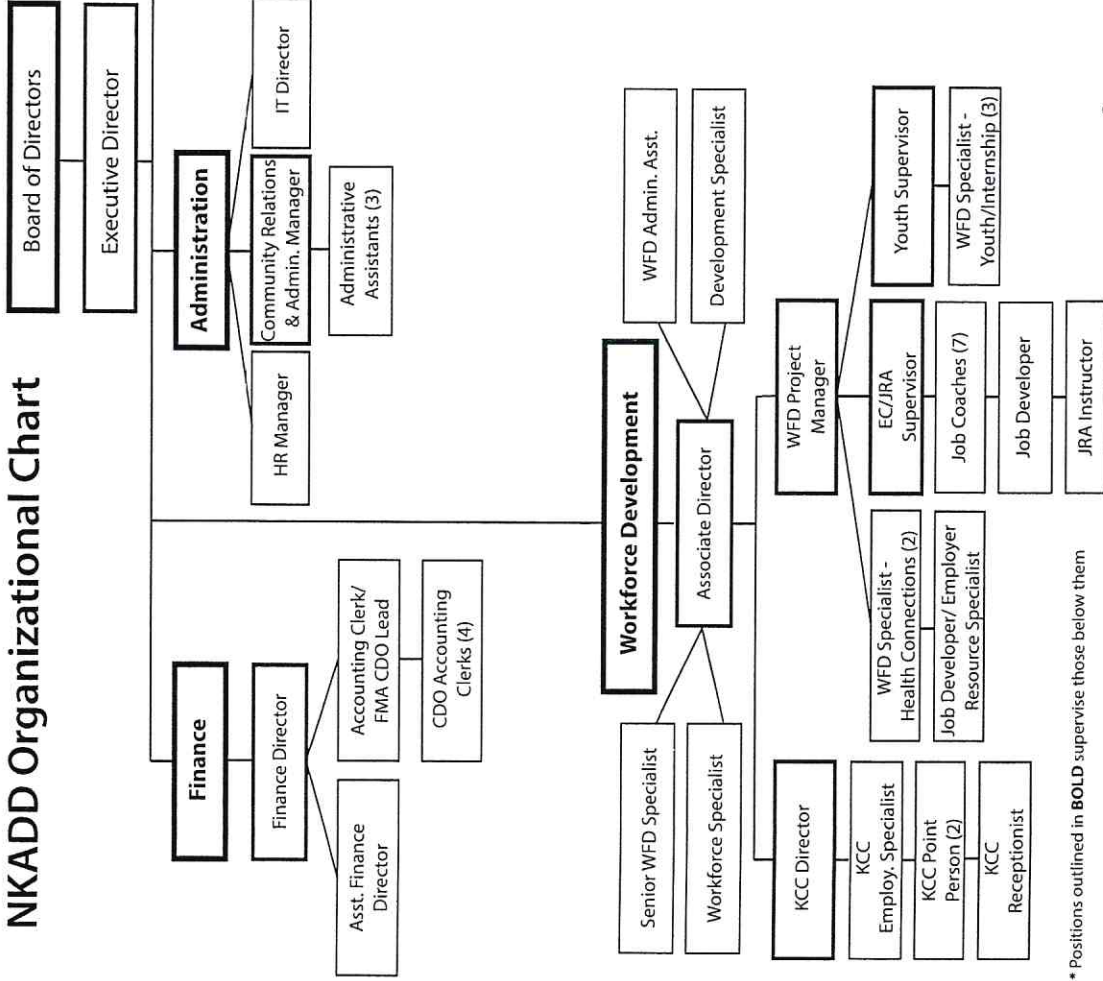 NKADD Organizational Chart
Board of Directors
Executive Director
Finance
Finance Director
Asst. Finance
Director
Accounting Clerk/
FMA CDO Lead
CDO Accounting
Clerks (4)
Administration
HR Manager
Community Relations
& Admin. Manager
IT Director
Administrative
Assistants (3)
Workforce Development
Senior WFD Specialist
Workforce Specialist
Associate Director
WFD Admin. Asst.
Development Specialist
KCC Director
KCC
Employ. Specialist
KCC Point
Person (2)
KCC
Receptionist
WFD Project
Manager
WFD Specialist -
Health Connections (2)
Job Developer/ Employer
Resource Specialist
EC/JRA
Supervisor
Job Coaches (7)
Job Developer
JRA Instructor
Youth Supervisor
WFD Specialist -
Youth/Internship (3)
* Positions outlined in BOLD supervise those below them